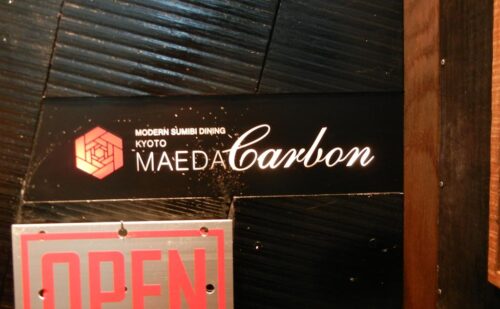 MODERN SUMIBI DINING
KYOTO
MAEDA Carbon
OPEN